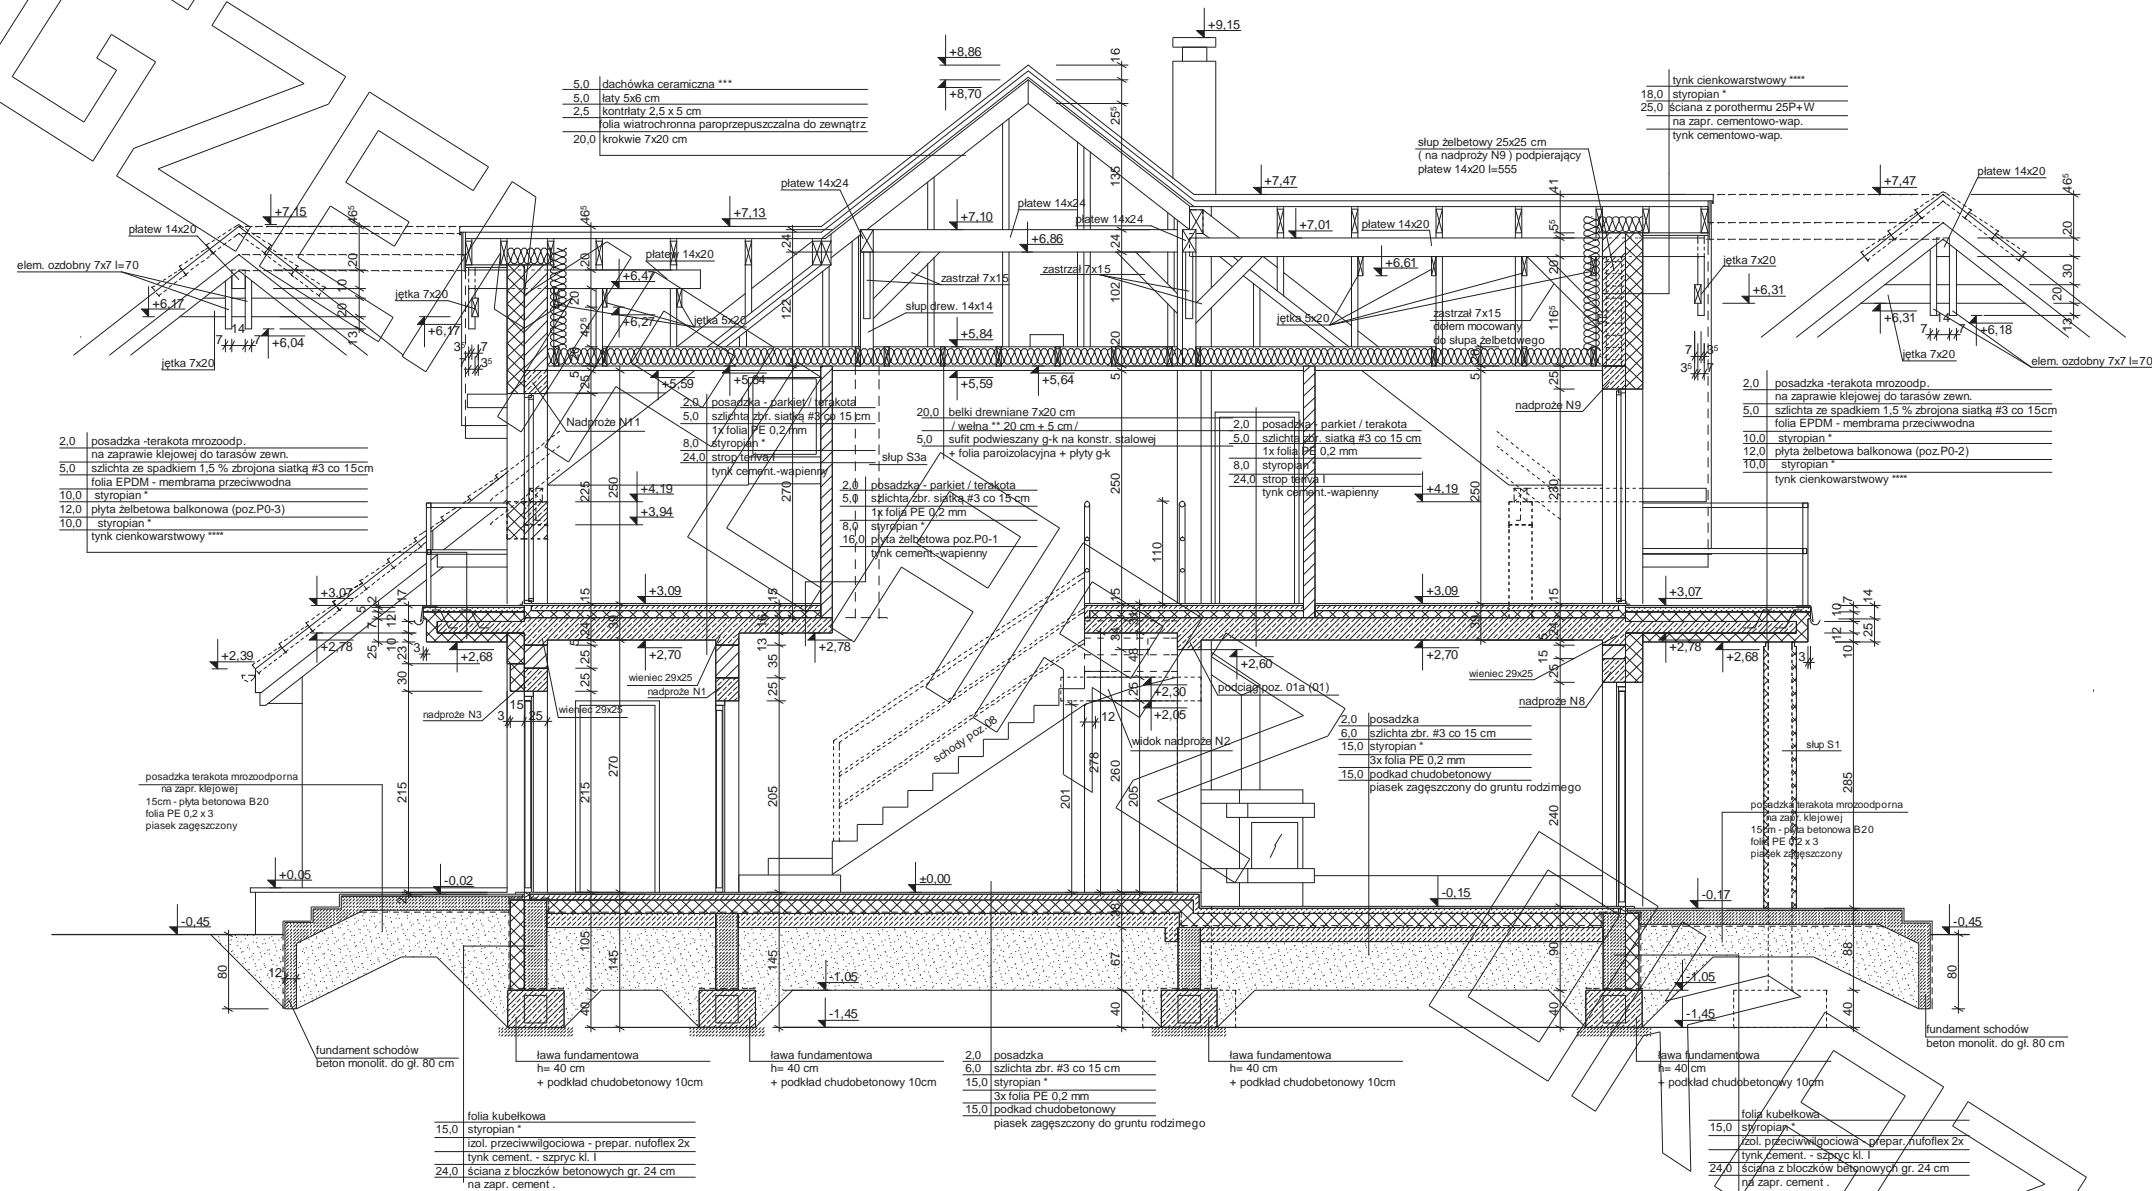 EGZEMPLARZ
+9,15
+8,86
+8,70
5,0 dachówka ceramiczna ***
5,0 łaty 5x6 cm
2,5 kontrłaty 2,5 x 5 cm
folia wiatrochronna paroprzepuszczalna do zewnątrz
20,0 krokwie 7x20 cm
tynk cienkowarstwowy ****
18,0 styropian *
25,0 ściana z porothermu 25P+W
na zapr. cementowo-wap.
tynk cementowo-wap.
słup żelbetowy 25x25 cm
( na nadproży N9 ) podpierający
płatew 14x20 l=555
płatew 14x24
płatew 14x24
płatew 14x24
płatew 14x20
płatew 14x20
płatew 14x20
płatew 14x20
+7,15
+7,13
+7,10
+7,47
+7,47
+7,01
+6,86
+6,61
+6,47
+6,27
+6,17
+6,17
+6,04
+6,31
+6,31
+6,18
elem. ozdobny 7x7 l=70
jętka 7x20
jętka 7x20
jętka 5x20
zastrzał 7x15
zastrzał 7x15
słup drew. 14x14
jętka 5x20
zastrzał 7x15
dołem mocowany
do słupa żelbetowego
jętka 7x20
jętka 7x20
elem. ozdobny 7x7 l=70
+5,84
+5,59
+5,64
+5,59
+5,64
Nadproże N11
nadproże N9
2,0 posadzka -terakota mrozoodp.
na zaprawie klejowej do tarasów zewn.
5,0 szlichta ze spadkiem 1,5 % zbrojona siatką #3 co 15cm
folia EPDM - membrama przeciwwodna
10,0 styropian *
12,0 płyta żelbetowa balkonowa (poz.P0-3)
10,0 styropian *
tynk cienkowarstwowy ****
2,0 posadzka - parkiet / terakota
5,0 szlichta zbr. siatką #3 co 15 cm
1x folia PE 0,2 mm
8,0 styropian *
24,0 strop teriva I
tynk cement.-wapienny
20,0 belki drewniane 7x20 cm
/ wełna ** 20 cm + 5 cm /
5,0 sufit podwieszany g-k na konstr. stalowej
+ folia paroizolacyjna + płyty g-k
słup S3a
2,0 posadzka - parkiet / terakota
5,0 szlichta zbr. siatką #3 co 15 cm
1x folia PE 0,2 mm
8,0 styropian *
16,0 płyta żelbetowa poz.P0-1
tynk cement.-wapienny
2,0 posadzka - parkiet / terakota
5,0 szlichta zbr. siatką #3 co 15 cm
1x folia PE 0,2 mm
8,0 styropian *
24,0 strop teriva I
tynk cement.-wapienny
2,0 posadzka -terakota mrozoodp.
na zaprawie klejowej do tarasów zewn.
5,0 szlichta ze spadkiem 1,5 % zbrojona siatką #3 co 15cm
folia EPDM - membrama przeciwwodna
10,0 styropian *
12,0 płyta żelbetowa balkonowa (poz.P0-2)
10,0 styropian *
tynk cienkowarstwowy ****
+4,19
+3,94
+4,19
+3,07
+3,09
+3,09
+3,07
+2,78
+2,39
+2,68
+2,70
+2,78
+2,60
+2,70
+2,78
+2,68
+2,30
+2,05
wieniec 29x25
nadproże N1
nadproże N3
wieniec 29x25
podciąg poz. 01a (01)
wieniec 29x25
nadproże N8
widok nadproże N2
schody poz.08
słup S1
2,0 posadzka
6,0 szlichta zbr. #3 co 15 cm
15,0 styropian *
3x folia PE 0,2 mm
15,0 podkad chudobetonowy
piasek zagęszczony do gruntu rodzimego
posadzka terakota mrozoodporna
na zapr. klejowej
15cm - płyta betonowa B20
folia PE 0,2 x 3
piasek zagęszczony
posadzka terakota mrozoodporna
na zapr. klejowej
15cm - płyta betonowa B20
folia PE 0,2 x 3
piasek zagęszczony
+0,05
-0,02
±0,00
-0,15
-0,17
-0,45
-0,45
-1,05
-1,05
-1,45
-1,45
fundament schodów
beton monolit. do gł. 80 cm
ława fundamentowa
h= 40 cm
+ podkład chudobetonowy 10cm
ława fundamentowa
h= 40 cm
+ podkład chudobetonowy 10cm
2,0 posadzka
6,0 szlichta zbr. #3 co 15 cm
15,0 styropian *
3x folia PE 0,2 mm
15,0 podkad chudobetonowy
piasek zagęszczony do gruntu rodzimego
ława fundamentowa
h= 40 cm
+ podkład chudobetonowy 10cm
ława fundamentowa
h= 40 cm
+ podkład chudobetonowy 10cm
fundament schodów
beton monolit. do gł. 80 cm
folia kubełkowa
15,0 styropian *
izol. przeciwwilgociowa - prepar. nufoflex 2x
tynk cement. - szpryc kl. I
24,0 ściana z bloczków betonowych gr. 24 cm
na zapr. cement .
folia kubełkowa
15,0 styropian *
izol. przeciwwilgociowa - prepar. nufoflex 2x
tynk cement. - szpryc kl. I
24,0 ściana z bloczków betonowych gr. 24 cm
na zapr. cement .